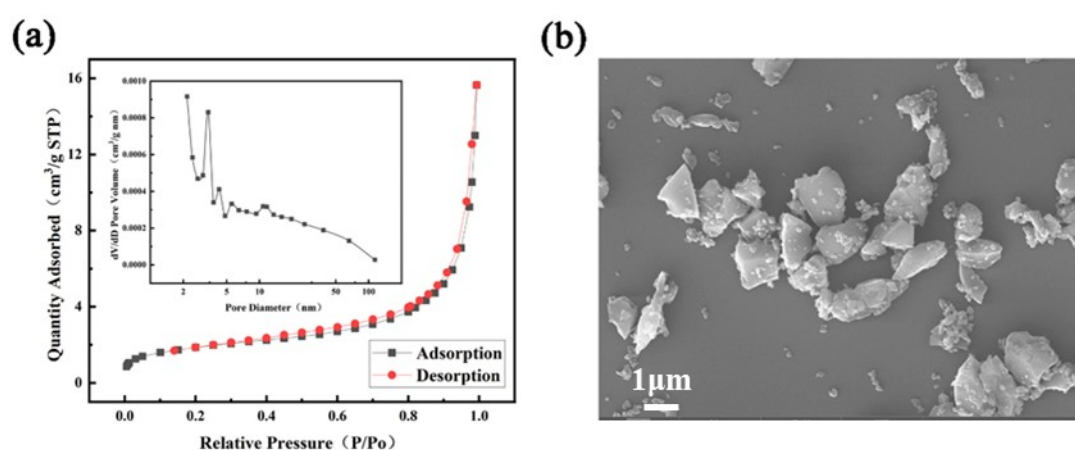 (a)
Quantity Adsorbed (cm³/g STP)
16
12
8
4
0
0.0 0.2 0.4 0.6 0.8 1.0
Relative Pressure (P/Po)
dV/dD Pore Volume (cm³/g nm)
0.0010
0.0008
0.0006
0.0004
0.0002
0.0000
2 5 10 50 100
Pore Diameter (nm)
Adsorption
Desorption
(b)
1μm